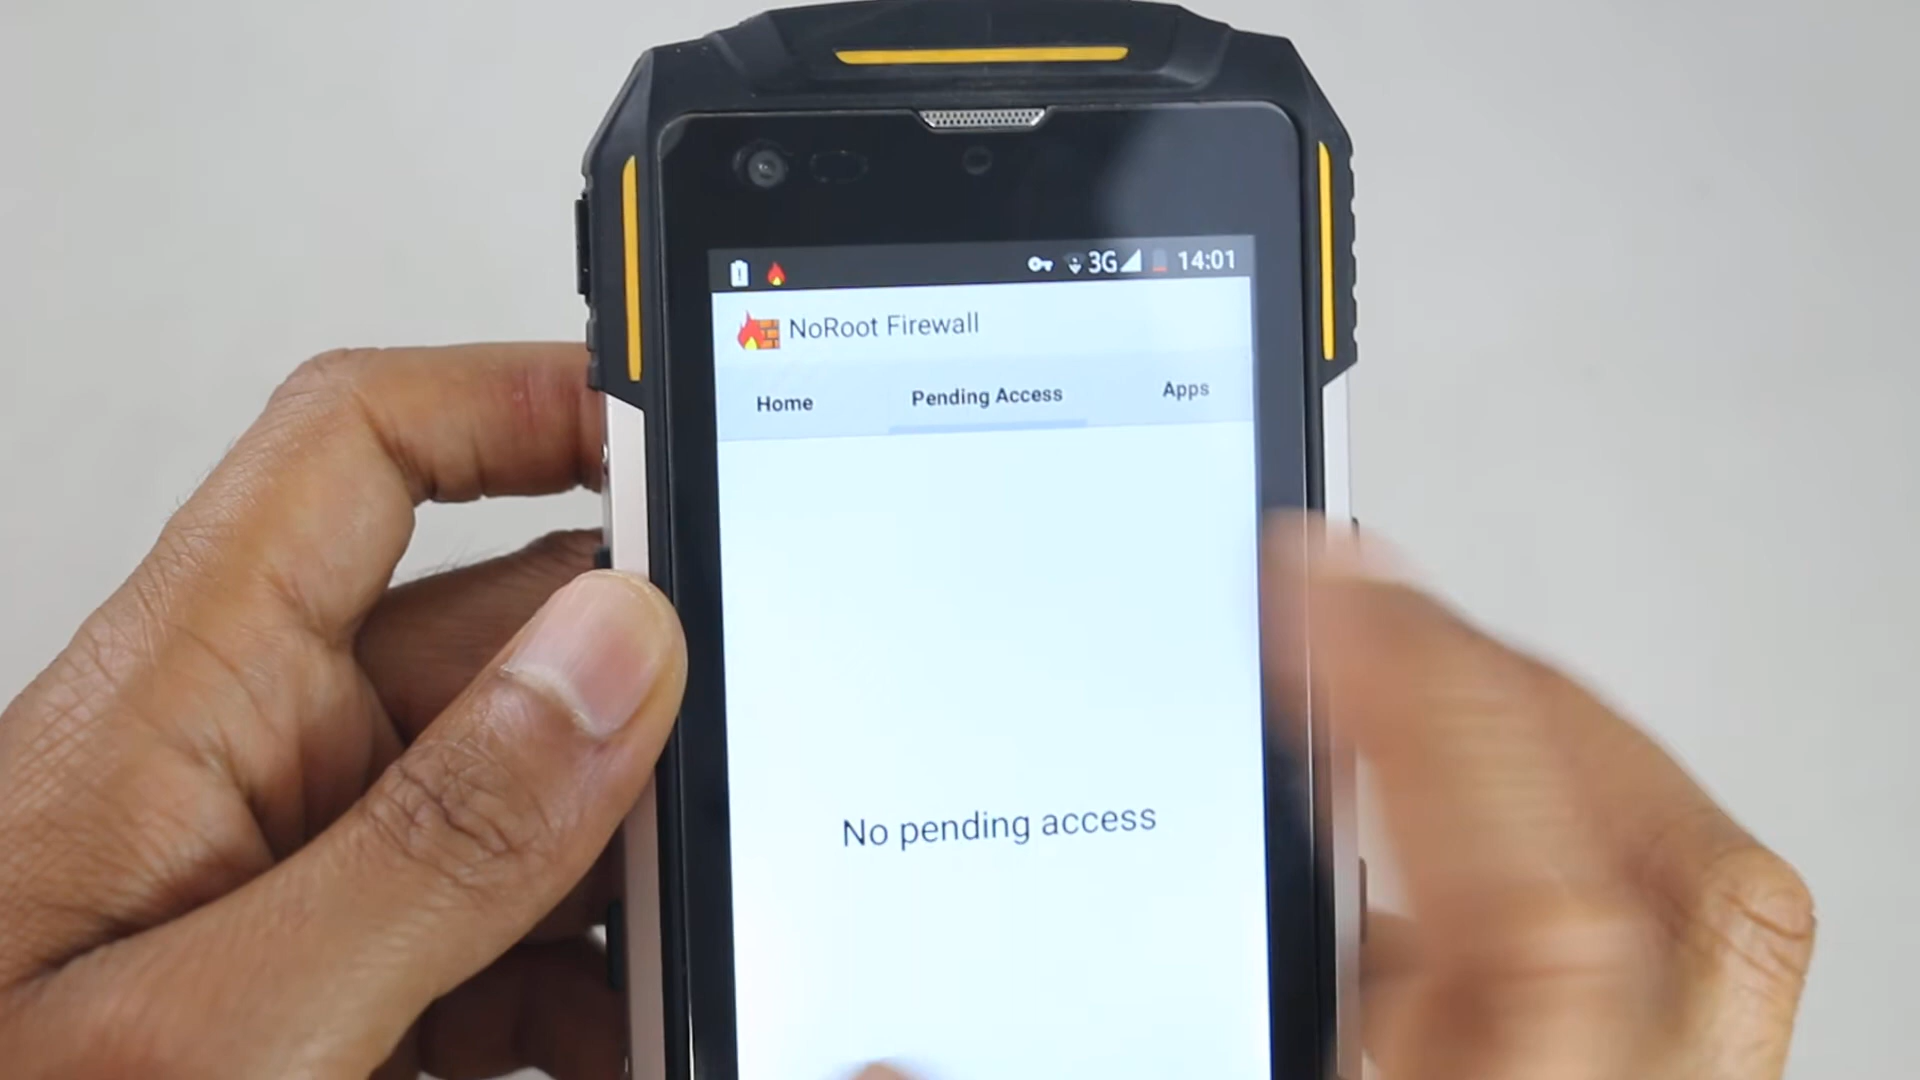 3G 14:01
NoRoot Firewall
Home Pending Access Apps
No pending access